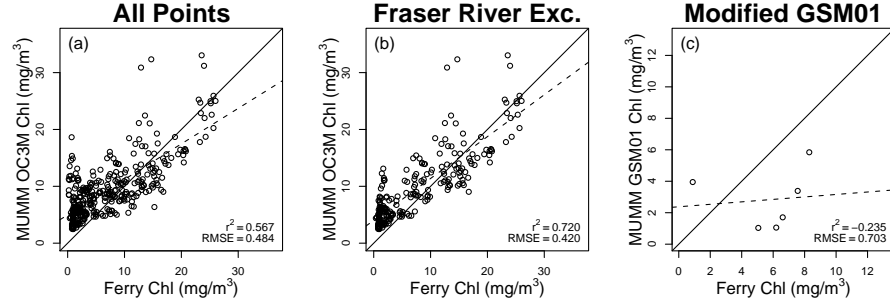 All Points
Fraser River Exc.
Modified GSM01
(a)
MUMM OC3M Chl (mg/m³)
0 10 20 30
0 10 20 30
Ferry Chl (mg/m³)
r² = 0.567
RMSE = 0.484
(b)
MUMM OC3M Chl (mg/m³)
0 10 20 30
0 10 20 30
Ferry Chl (mg/m³)
r² = 0.720
RMSE = 0.420
(c)
MUMM GSM01 Chl (mg/m³)
0 2 4 6 8 10 12
0 2 4 6 8 10 12
Ferry Chl (mg/m³)
r² = −0.235
RMSE = 0.703